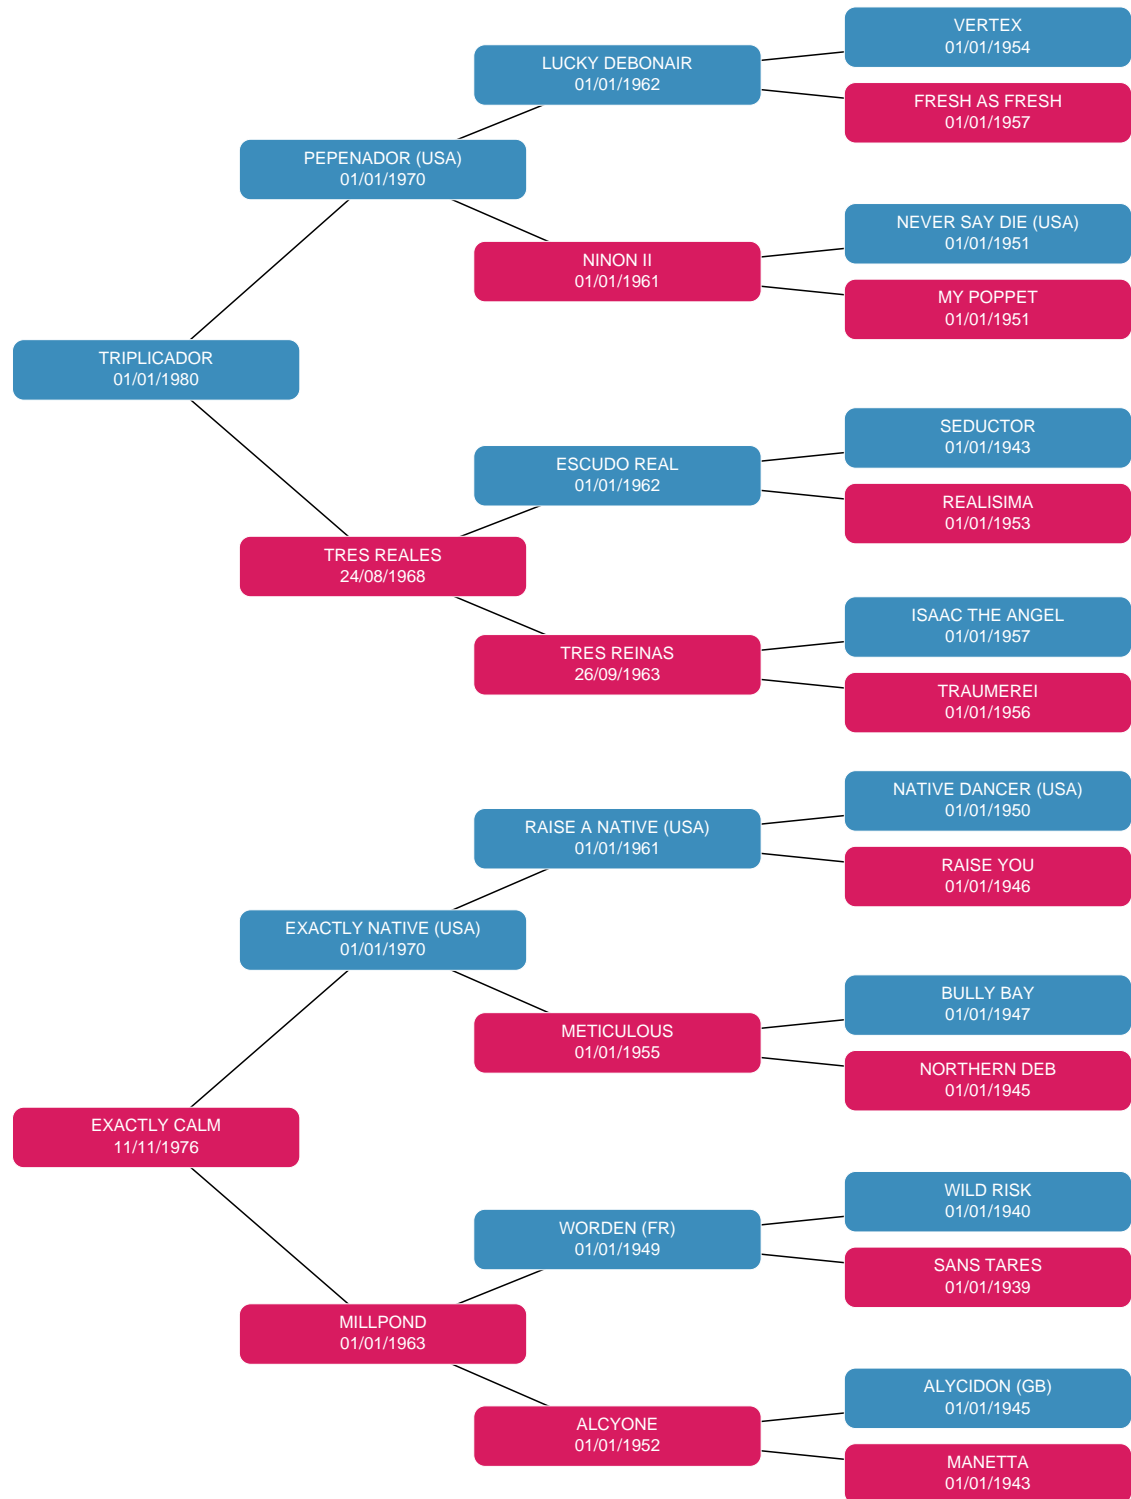 VERTEX
01/01/1954
LUCKY DEBONAIR
01/01/1962
FRESH AS FRESH
01/01/1957
PEPENADOR (USA)
01/01/1970
NEVER SAY DIE (USA)
01/01/1951
NINON II
01/01/1961
MY POPPET
01/01/1951
TRIPLICADOR
01/01/1980
SEDUCTOR
01/01/1943
ESCUDO REAL
01/01/1962
REALISIMA
01/01/1953
TRES REALES
24/08/1968
ISAAC THE ANGEL
01/01/1957
TRES REINAS
26/09/1963
TRAUMEREI
01/01/1956
NATIVE DANCER (USA)
01/01/1950
RAISE A NATIVE (USA)
01/01/1961
RAISE YOU
01/01/1946
EXACTLY NATIVE (USA)
01/01/1970
BULLY BAY
01/01/1947
METICULOUS
01/01/1955
NORTHERN DEB
01/01/1945
EXACTLY CALM
11/11/1976
WILD RISK
01/01/1940
WORDEN (FR)
01/01/1949
SANS TARES
01/01/1939
MILLPOND
01/01/1963
ALYCIDON (GB)
01/01/1945
ALCYONE
01/01/1952
MANETTA
01/01/1943